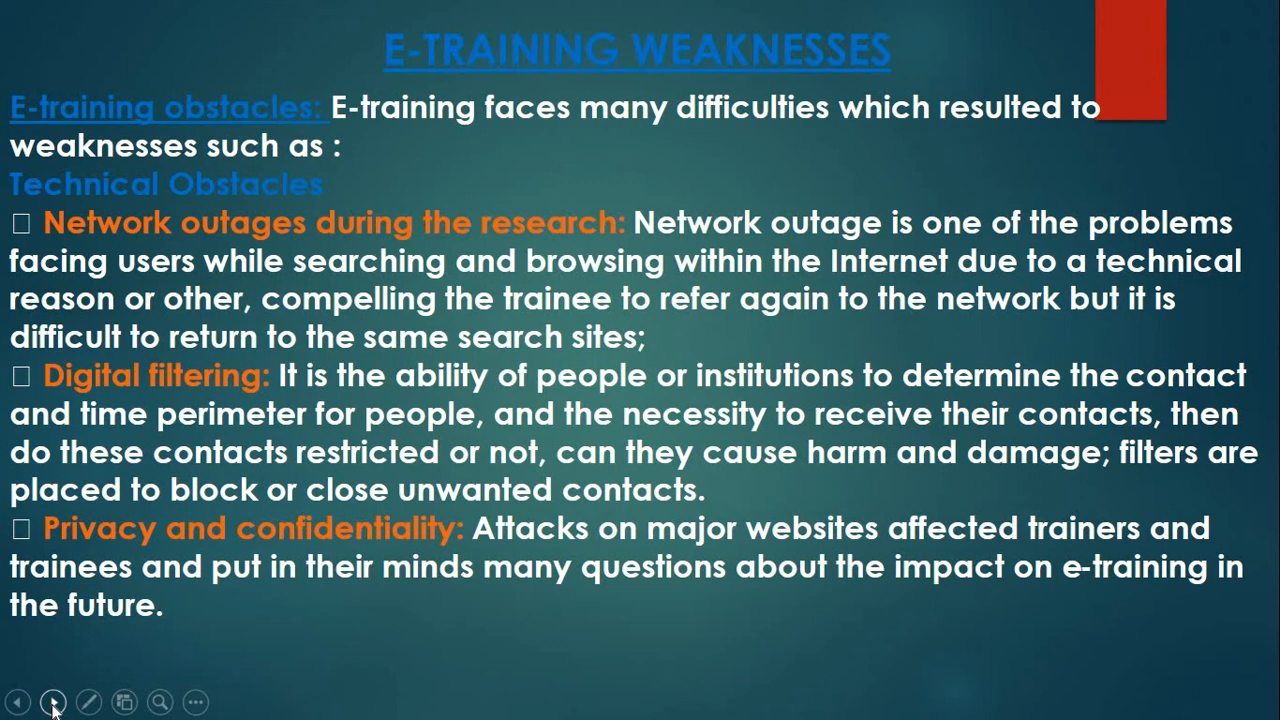 E-TRAINING WEAKNESSES
E-training obstacles: E-training faces many difficulties which resulted to
weaknesses such as :
Technical Obstacles
Network outages during the research: Network outage is one of the problems
facing users while searching and browsing within the Internet due to a technical
reason or other, compelling the trainee to refer again to the network but it is
difficult to return to the same search sites;
Digital filtering: It is the ability of people or institutions to determine the contact
and time perimeter for people, and the necessity to receive their contacts, then
do these contacts restricted or not, can they cause harm and damage; filters are
placed to block or close unwanted contacts.
Privacy and confidentiality: Attacks on major websites affected trainers and
trainees and put in their minds many questions about the impact on e-training in
the future.